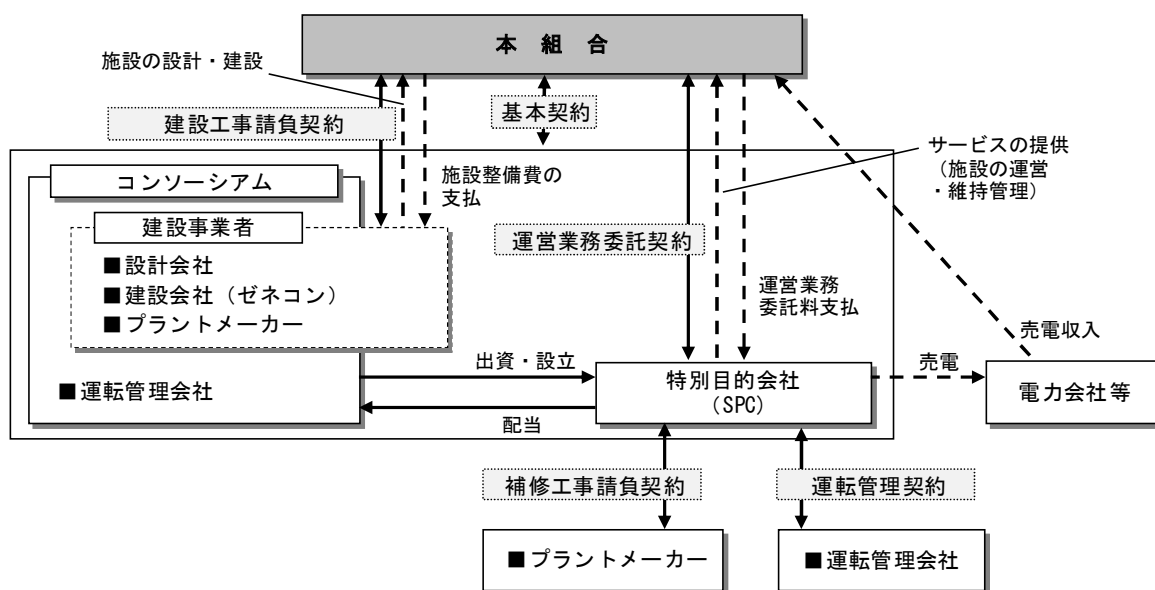 本 組 合
施設の設計・建設
建設工事請負契約
基本契約
サービスの提供
(施設の運営
・維持管理)
コンソーシアム
施設整備費の
支払
建設事業者
運営業務委託契約
■設計会社
■建設会社(ゼネコン)
■プラントメーカー
運営業務
委託料支払
売電収入
出資・設立
売電
■運転管理会社
特別目的会社
(SPC)
電力会社等
配当
補修工事請負契約
運転管理契約
■プラントメーカー
■運転管理会社